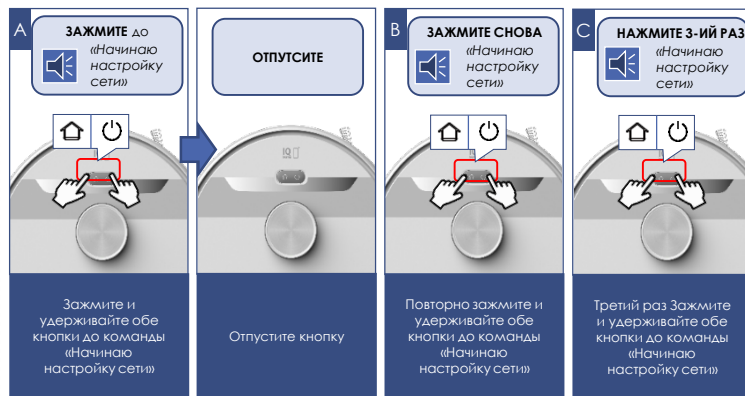 A
ЗАЖМИТЕ до
«Начинаю
настройку
сети»
Зажмите и
удерживайте обе
кнопки до команды
«Начинаю
настройку сети»
ОТПУТСИТЕ
Отпустите кнопку
B
ЗАЖМИТЕ СНОВА
«Начинаю
настройку
сети»
Повторно зажмите и
удерживайте обе
кнопки до команды
«Начинаю
настройку сети»
C
НАЖМИТЕ 3-ИЙ РАЗ
«Начинаю
настройку
сети»
Третий раз Зажмите
и удерживайте обе
кнопки до команды
«Начинаю
настройку сети»